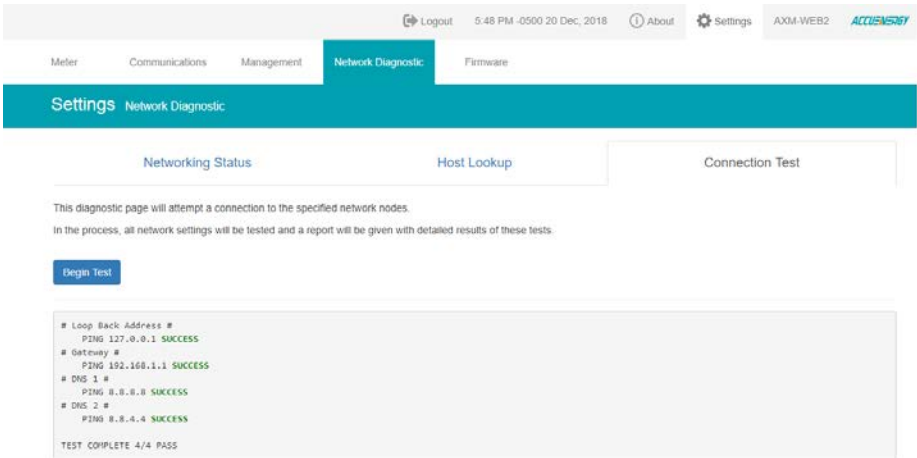 Logout 5:48 PM -0500 20 Dec, 2018 About Settings AXM-WEB2 ACCUENERGY
Meter Communications Management Network Diagnostic Firmware
Settings Network Diagnostic
Networking Status Host Lookup Connection Test
This diagnostic page will attempt a connection to the specified network nodes.
In the process, all network settings will be tested and a report will be given with detailed results of these tests.
Begin Test
# Loop Back Address #
PING 127.0.0.1 SUCCESS
# Gateway #
PING 192.168.1.1 SUCCESS
# DNS 1 #
PING 8.8.8.8 SUCCESS
# DNS 2 #
PING 8.8.4.4 SUCCESS
TEST COMPLETE 4/4 PASS